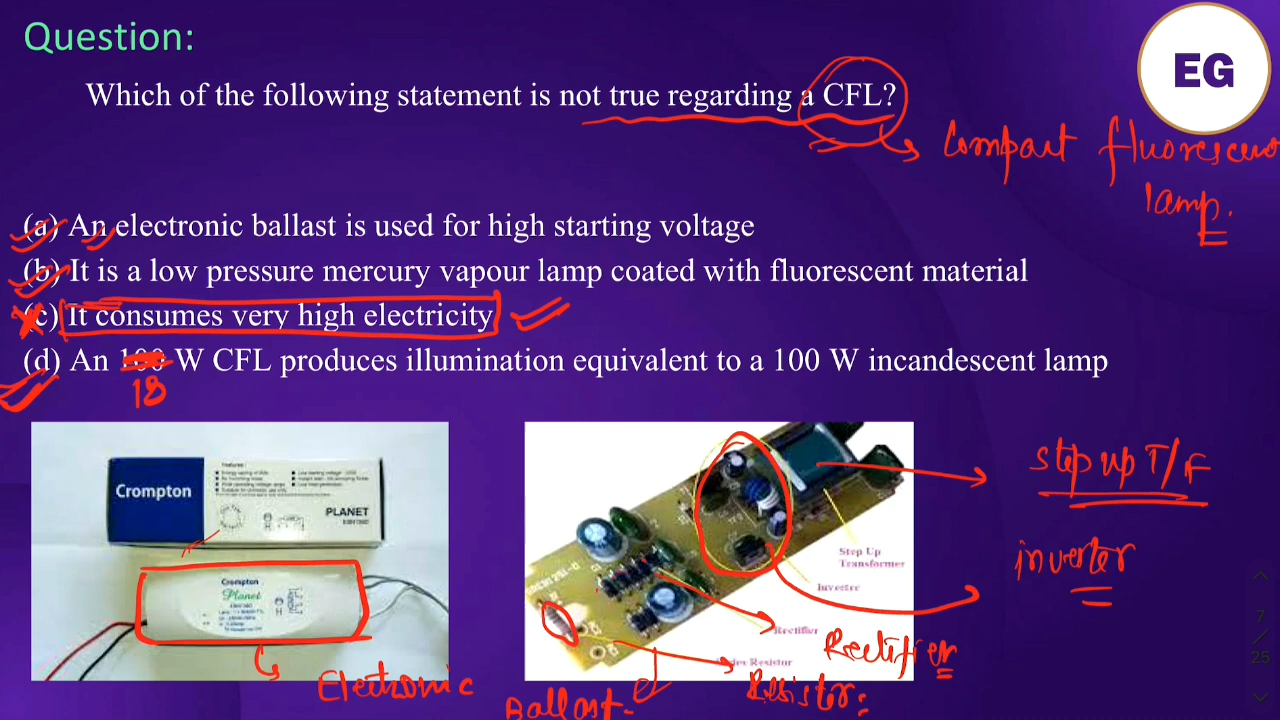 Question:
EG
Which of the following statement is not true regarding a CFL?
Compact fluorescent
lamp.
(a) An electronic ballast is used for high starting voltage
(b) It is a low pressure mercury vapour lamp coated with fluorescent material
(c) It consumes very high electricity
(d) An 100 W CFL produces illumination equivalent to a 100 W incandescent lamp
18
Crompton
Features:
PLANET
Crompton
Planet
Step Up
Transformer
Inverter
Rectifier
Resistor
step up T/F
inverter
Rectifier
Resistor:
Electronic
Ballast-
7
/
25